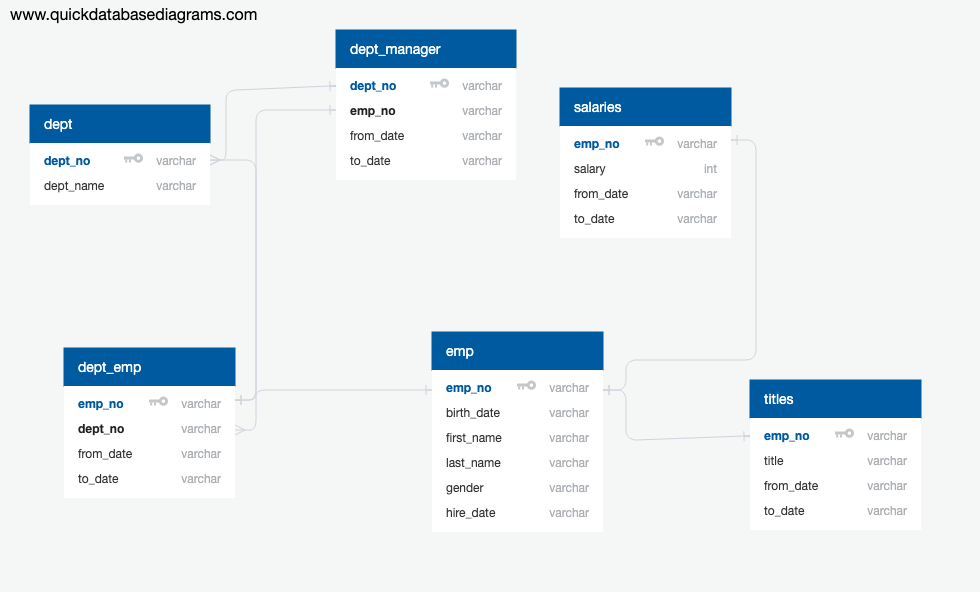 www.quickdatabasediagrams.com
dept_manager
dept_no varchar
emp_no varchar
from_date varchar
to_date varchar
salaries
emp_no varchar
salary int
from_date varchar
to_date varchar
dept
dept_no varchar
dept_name varchar
dept_emp
emp_no varchar
dept_no varchar
from_date varchar
to_date varchar
emp
emp_no varchar
birth_date varchar
first_name varchar
last_name varchar
gender varchar
hire_date varchar
titles
emp_no varchar
title varchar
from_date varchar
to_date varchar